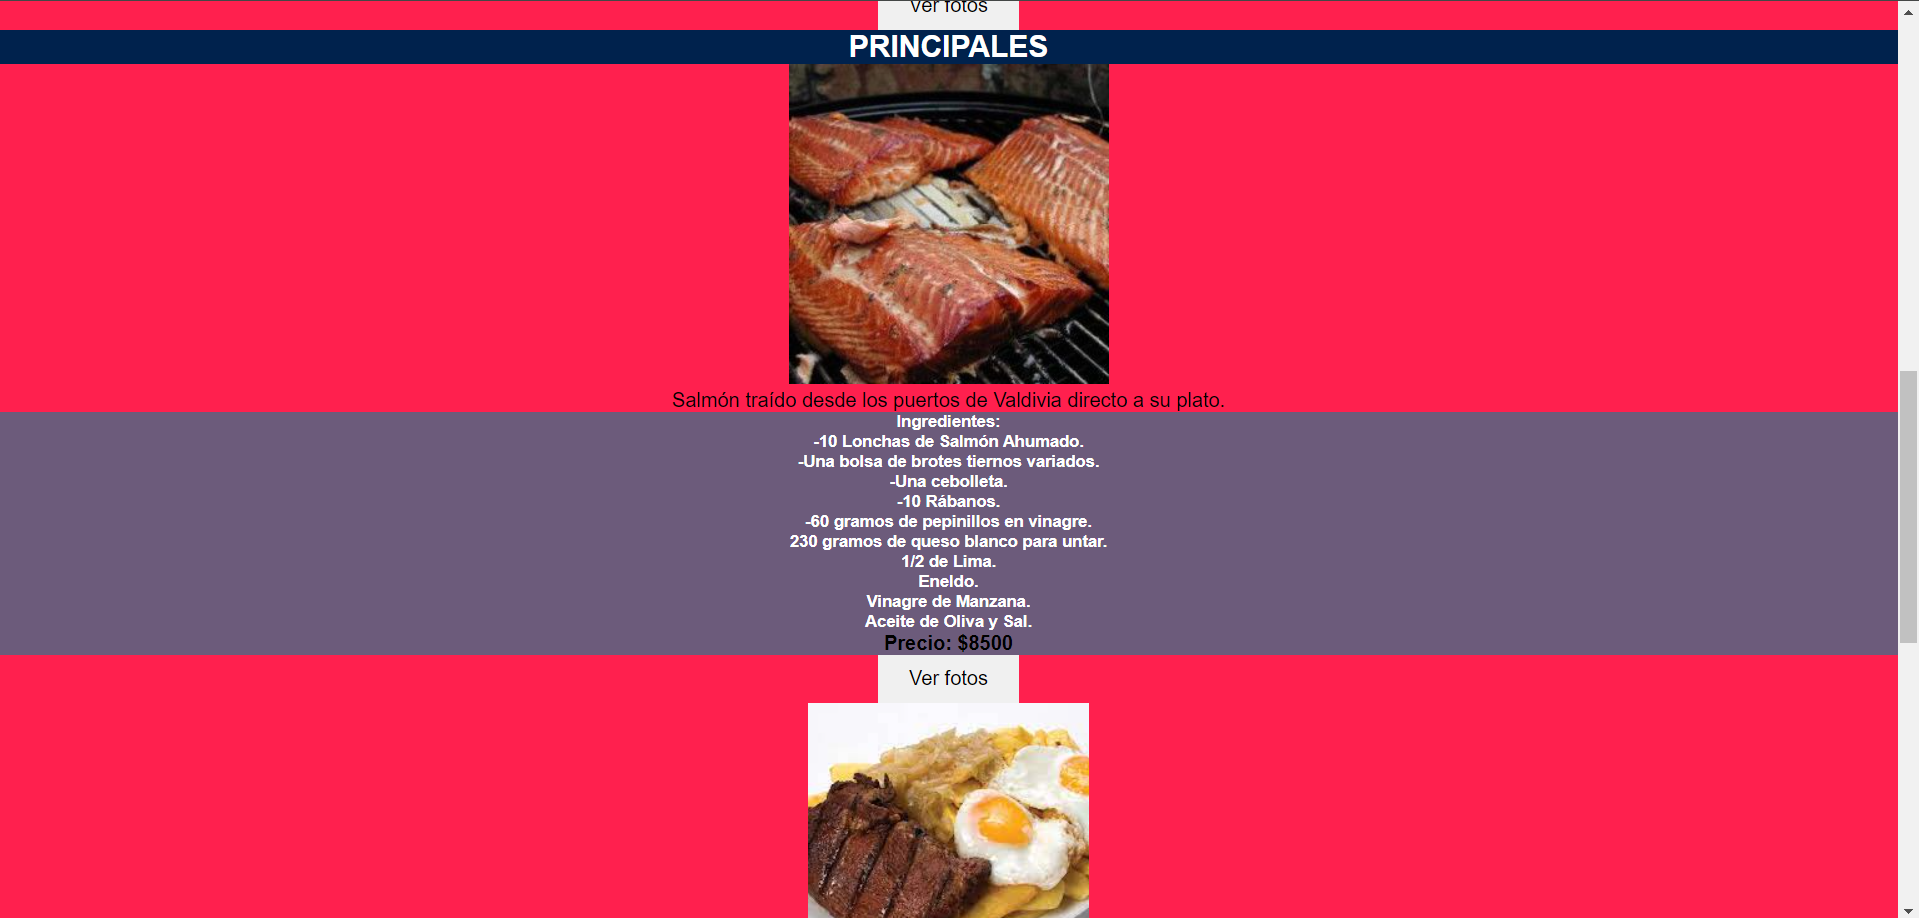 Ver fotos
PRINCIPALES
Salmón traído desde los puertos de Valdivia directo a su plato.
Ingredientes:
-10 Lonchas de Salmón Ahumado.
-Una bolsa de brotes tiernos variados.
-Una cebolleta.
-10 Rábanos.
-60 gramos de pepinillos en vinagre.
230 gramos de queso blanco para untar.
1/2 de Lima.
Eneldo.
Vinagre de Manzana.
Aceite de Oliva y Sal.
Precio: $8500
Ver fotos